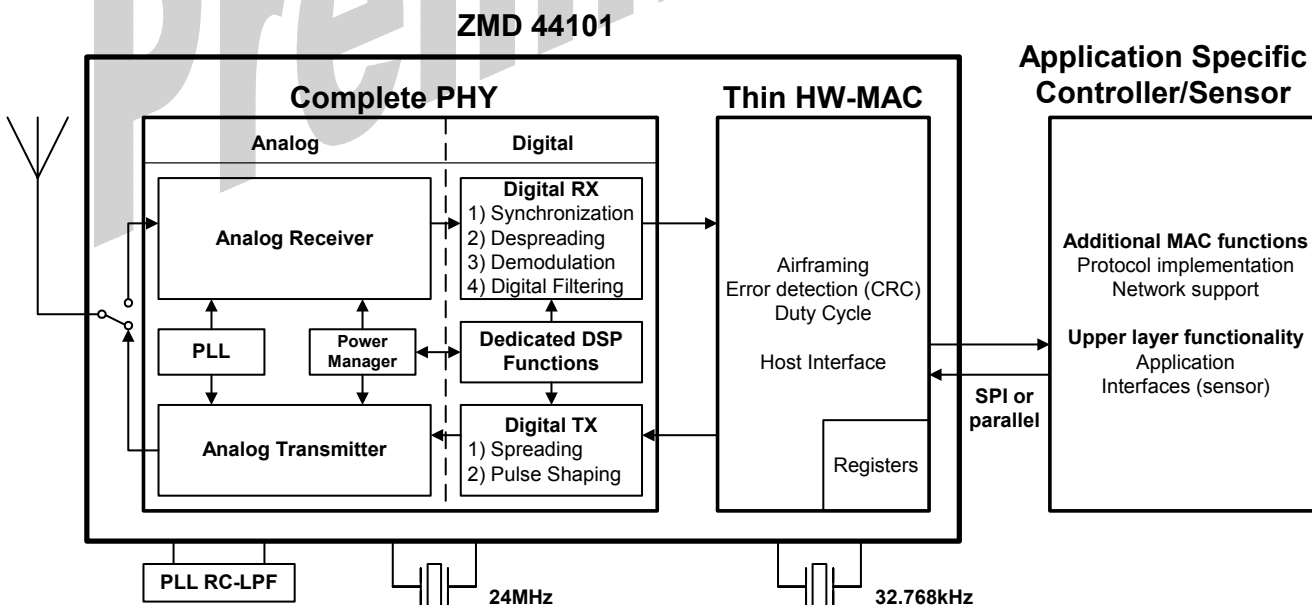 ZMD 44101
Application Specific
Controller/Sensor
Complete PHY
Thin HW-MAC
Analog
Digital
Analog Receiver
Digital RX
1) Synchronization
2) Despreading
3) Demodulation
4) Digital Filtering
PLL
Power
Manager
Dedicated DSP
Functions
Analog Transmitter
Digital TX
1) Spreading
2) Pulse Shaping
Airframing
Error detection (CRC)
Duty Cycle
Host Interface
Registers
SPI or
parallel
Additional MAC functions
Protocol implementation
Network support
Upper layer functionality
Application
Interfaces (sensor)
PLL RC-LPF
24MHz
32.768kHz